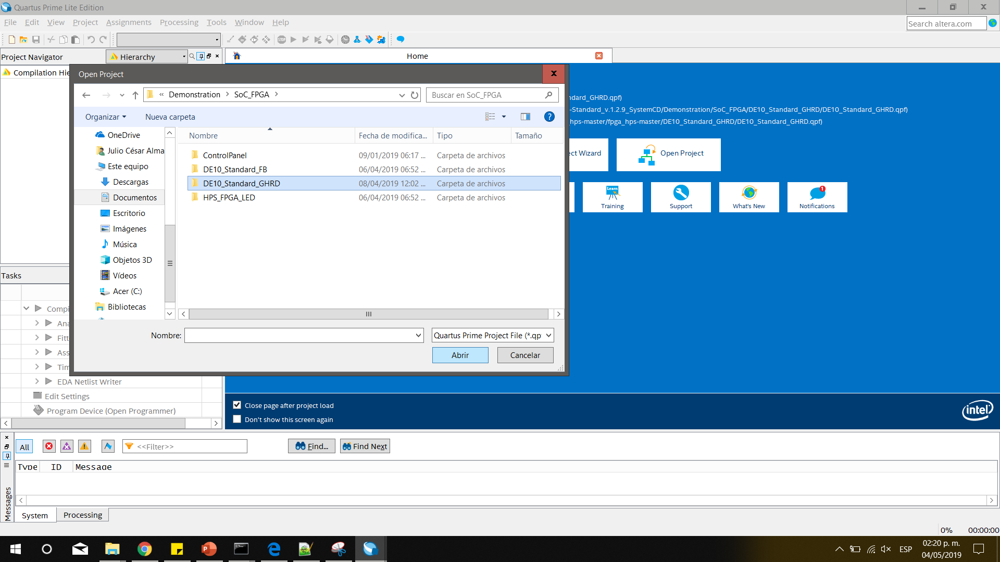 Quartus Prime Lite Edition
File Edit View Project Assignments Processing Tools Window Help
Search altera.com
Project Navigator
Hierarchy
Home
Compilation Hie
Open Project
« Demonstration > SoC_FPGA >
Buscar en SoC_FPGA
Organizar
Nueva carpeta
OneDrive
Julio César Alma
Este equipo
Descargas
Documentos
Escritorio
Imágenes
Música
Objetos 3D
Vídeos
Acer (C:)
Bibliotecas
Nombre Fecha de modifica... Tipo Tamaño
ControlPanel 09/01/2019 06:17 ... Carpeta de archivos
DE10_Standard_FB 06/04/2019 06:52 ... Carpeta de archivos
DE10_Standard_GHRD 08/04/2019 12:02 ... Carpeta de archivos
HPS_FPGA_LED 06/04/2019 06:52 ... Carpeta de archivos
Nombre:
Quartus Prime Project File (*.qp
Abrir
Cancelar
ndard_GHRD.qpf)
-Standard_v.1.2.9_SystemCD/Demonstration/SoC_FPGA/DE10_Standard_GHRD/DE10_Standard_GHRD.qpf)
_hps-master/fpga_hps-master/DE10_Standard_GHRD/DE10_Standard_GHRD.qpf)
ect Wizard
Open Project
Learn
Training
Support
What's New
1
Notifications
Tasks
Compi
Ana
Fitt
Ass
Tim
EDA Netlist Writer
Edit Settings
Program Device (Open Programmer)
Close page after project load
Don't show this screen again
intel
All
<<Filter>>
Find...
Find Next
Type ID Message
Messages
System
Processing
0% 00:00:00
ESP
02:20 p. m.
04/05/2019